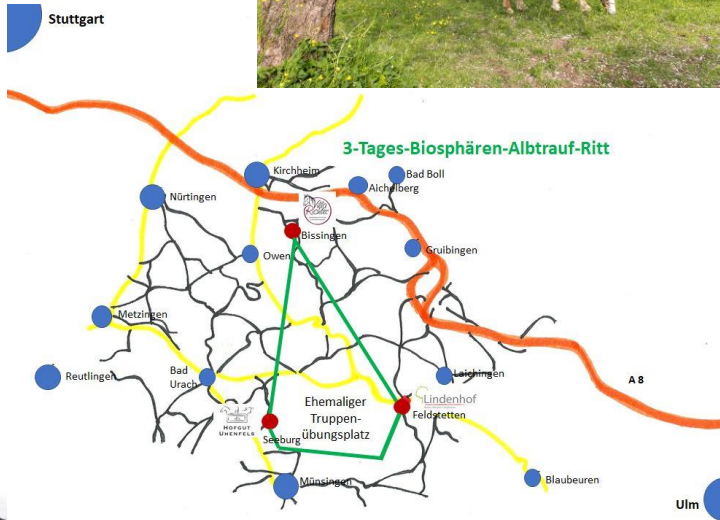 Stuttgart
3-Tages-Biosphären-Albtrauf-Ritt
Kirchheim
Bad Boll
Aichelberg
Nürtingen
Bissingen
Gruibingen
Owen
Metzingen
Bad
Urach
Reutlingen
Laichingen
A 8
Lindenhof
Ehemaliger
Truppen-
übungsplatz
Feldstetten
HOFGUT
UHENFELS
Seeburg
Münsingen
Blaubeuren
Ulm